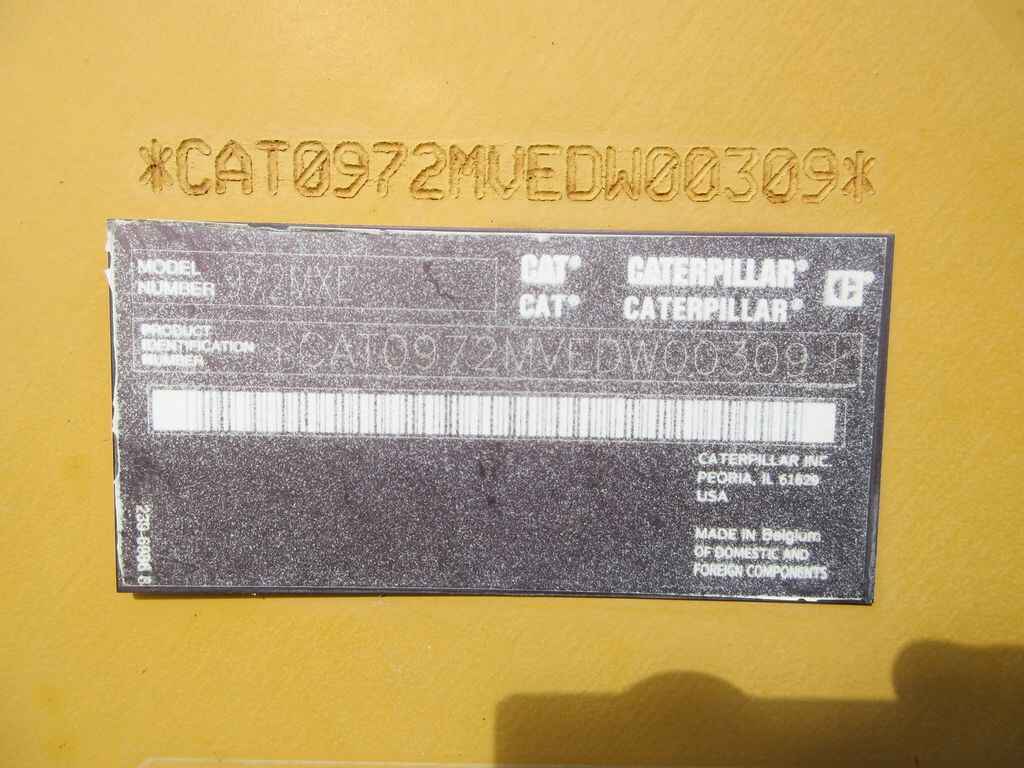 *CAT0972MVEDW00309*
MODEL NUMBER 972MXE
CAT® CATERPILLAR®
CAT® CATERPILLAR®
PRODUCT
IDENTIFICATION
NUMBER
CAT0972MVEDW00309
CATERPILLAR INC.
PEORIA, IL 61629
USA
MADE IN Belgium
OF DOMESTIC AND
FOREIGN COMPONENTS